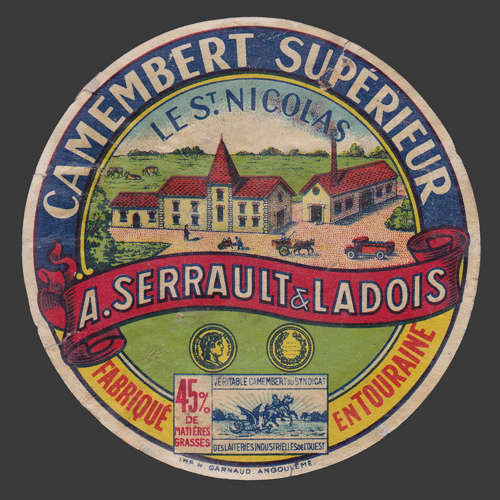 CAMEMBERT SUPÉRIEUR
LE ST. NICOLAS
A. SERRAULT & LADOIS
FABRIQUÉ EN TOURAINE
45%
DE
MATIÈRES
GRASSES
VÉRITABLE CAMEMBERT DU SYNDICAT
DES LAITERIES INDUSTRIELLES DE L'OUEST
IMP. H. GARNAUD ANGOULÊME.